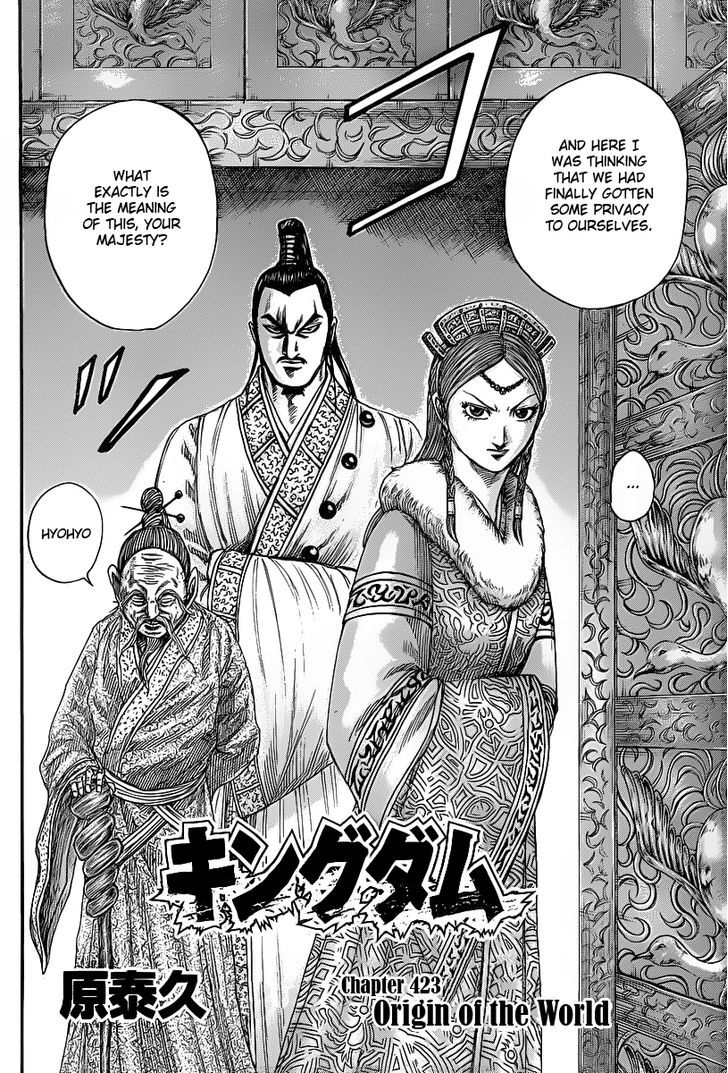 AND HERE I
WAS THINKING
THAT WE HAD
FINALLY GOTTEN
SOME PRIVACY
TO OURSELVES.
WHAT
EXACTLY IS
THE MEANING
OF THIS, YOUR
MAJESTY?
...
HYOHYO
キングダム
原泰久
Chapter 423
Origin of the World